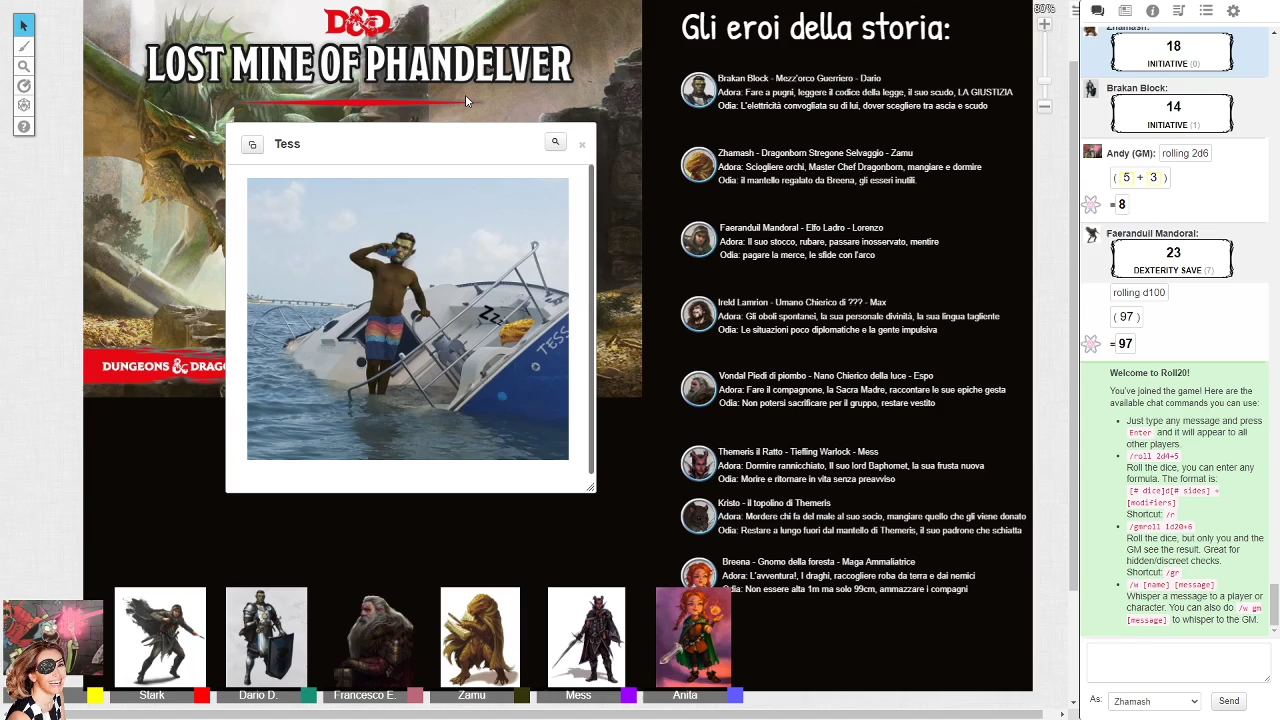 D&D
LOST MINE OF PHANDELVER
DUNGEONS & DRAGO
Tess
Zzz
TESS
Gli eroi della storia:
Brakan Block - Mezz'orco Guerriero - Dario
Adora: Fare a pugni, leggere il codice della legge, il suo scudo, LA GIUSTIZIA
Odia: L'elettricità convogliata su di lui, dover scegliere tra ascia e scudo
Zhamash - Dragonborn Stregone Selvaggio - Zamu
Adora: Sciogliere orchi, Master Chef Dragonborn, mangiare e dormire
Odia: il mantello regalato da Breena, gli esseri inutili.
Faeranduil Mandoral - Elfo Ladro - Lorenzo
Adora: Il suo stocco, rubare, passare inosservato, mentire
Odia: pagare la merce, le sfide con l'arco
Ireld Lamrion - Umano Chierico di ??? - Max
Adora: Gli oboli spontanei, la sua personale divinità, la sua lingua tagliente
Odia: Le situazioni poco diplomatiche e la gente impulsiva
Vondal Piedi di piombo - Nano Chierico della luce - Espo
Adora: Fare il compagnone, la Sacra Madre, raccontare le sue epiche gesta
Odia: Non potersi sacrificare per il gruppo, restare vestito
Themeris il Ratto - Tiefling Warlock - Mess
Adora: Dormire rannicchiato, Il suo lord Baphomet, la sua frusta nuova
Odia: Morire e ritornare in vita senza preavviso
Kristo - il topolino di Themeris
Adora: Mordere chi fa del male al suo socio, mangiare quello che gli viene donato
Odia: Restare a lungo fuori dal mantello di Themeris, il suo padrone che schiatta
Breena - Gnomo della foresta - Maga Ammaliatrice
Adora: L'avventura!, I draghi, raccogliere roba da terra e dai nemici
Odia: Non essere alta 1m ma solo 99cm, ammazzare i compagni
Stark
Dario D.
Francesco E.
Zamu
Mess
Anita
80%
Zhamash:
18
INITIATIVE (0)
Brakan Block:
14
INITIATIVE (1)
Andy (GM): rolling 2d6
( 5 + 3 )
= 8
Faeranduil Mandoral:
23
DEXTERITY SAVE (7)
rolling d100
( 97 )
= 97
Welcome to Roll20!
You've joined the game! Here are the
available chat commands you can
use:
Just type any message and press
Enter and it will appear to all
other players.
/roll 2d4+5
Roll the dice, you can enter any
formula. The format is:
[# dice]d[# sides] +
[modifiers]
Shortcut: /r
/gmroll 1d20+6
Roll the dice, but only you and the
GM see the result. Great for
hidden/discreet checks.
Shortcut: /gr
/w [name] [message]
Whisper a message to a player or
character. You can also do /w gm
[message] to whisper to the GM.
As: Zhamash Send